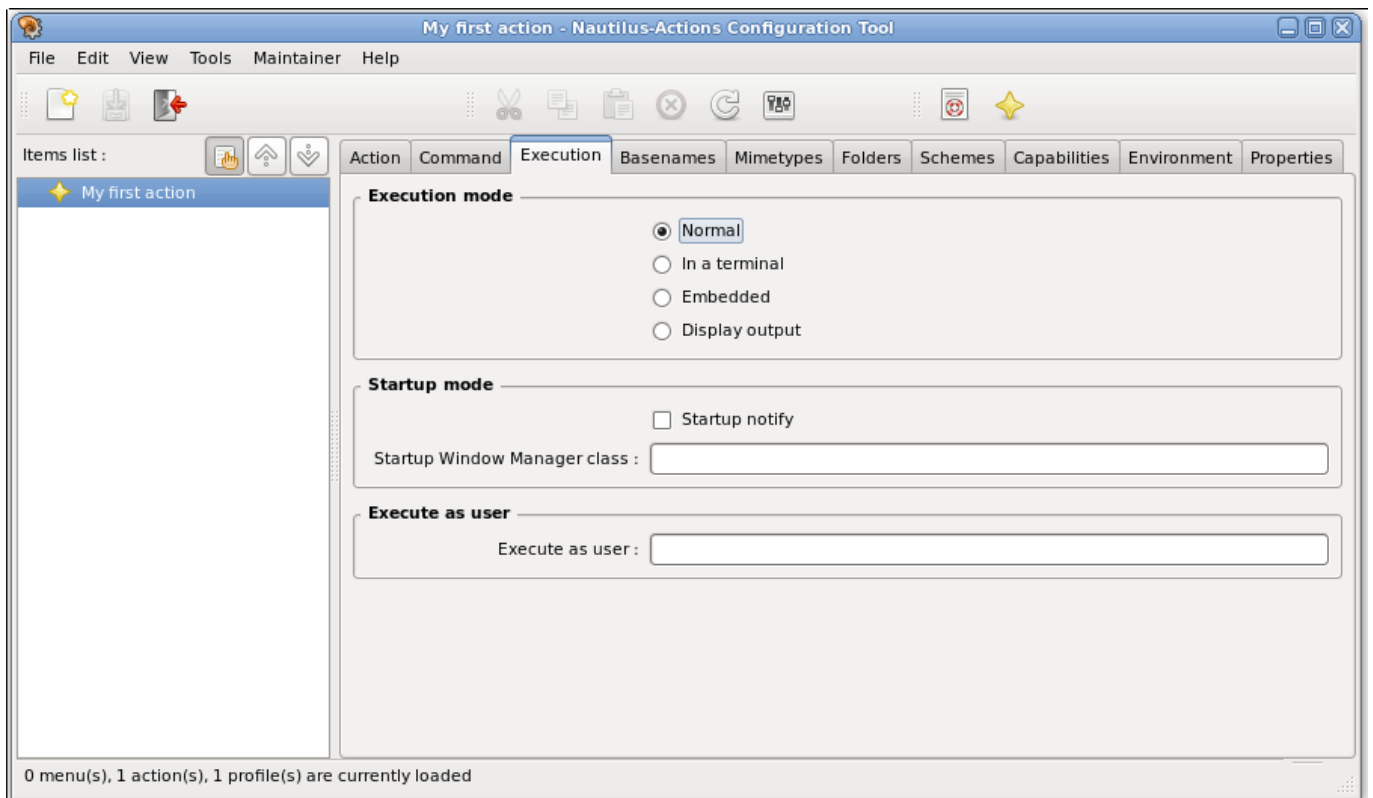 My first action - Nautilus-Actions Configuration Tool
File Edit View Tools Maintainer Help
Items list :
Action Command Execution Basenames Mimetypes Folders Schemes Capabilities Environment Properties
My first action
Execution mode
Normal
In a terminal
Embedded
Display output
Startup mode
Startup notify
Startup Window Manager class :
Execute as user
Execute as user :
0 menu(s), 1 action(s), 1 profile(s) are currently loaded